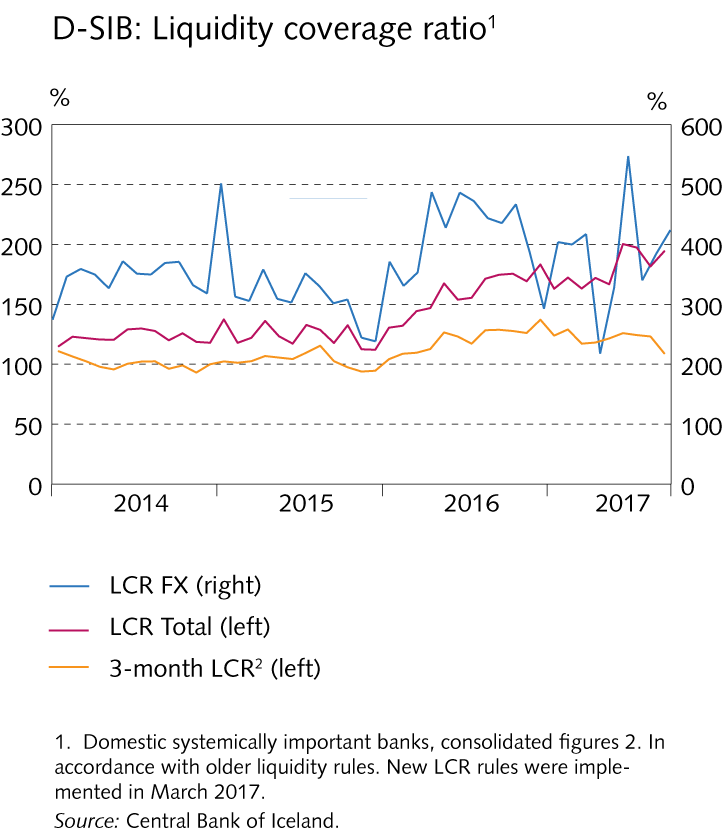 D-SIB: Liquidity coverage ratio¹
% %
300 600
250 500
200 400
150 300
100 200
50 100
0 0
2014 2015 2016 2017
LCR FX (right)
LCR Total (left)
3-month LCR² (left)
1. Domestic systemically important banks, consolidated figures 2. In
accordance with older liquidity rules. New LCR rules were imple-
mented in March 2017.
Source: Central Bank of Iceland.